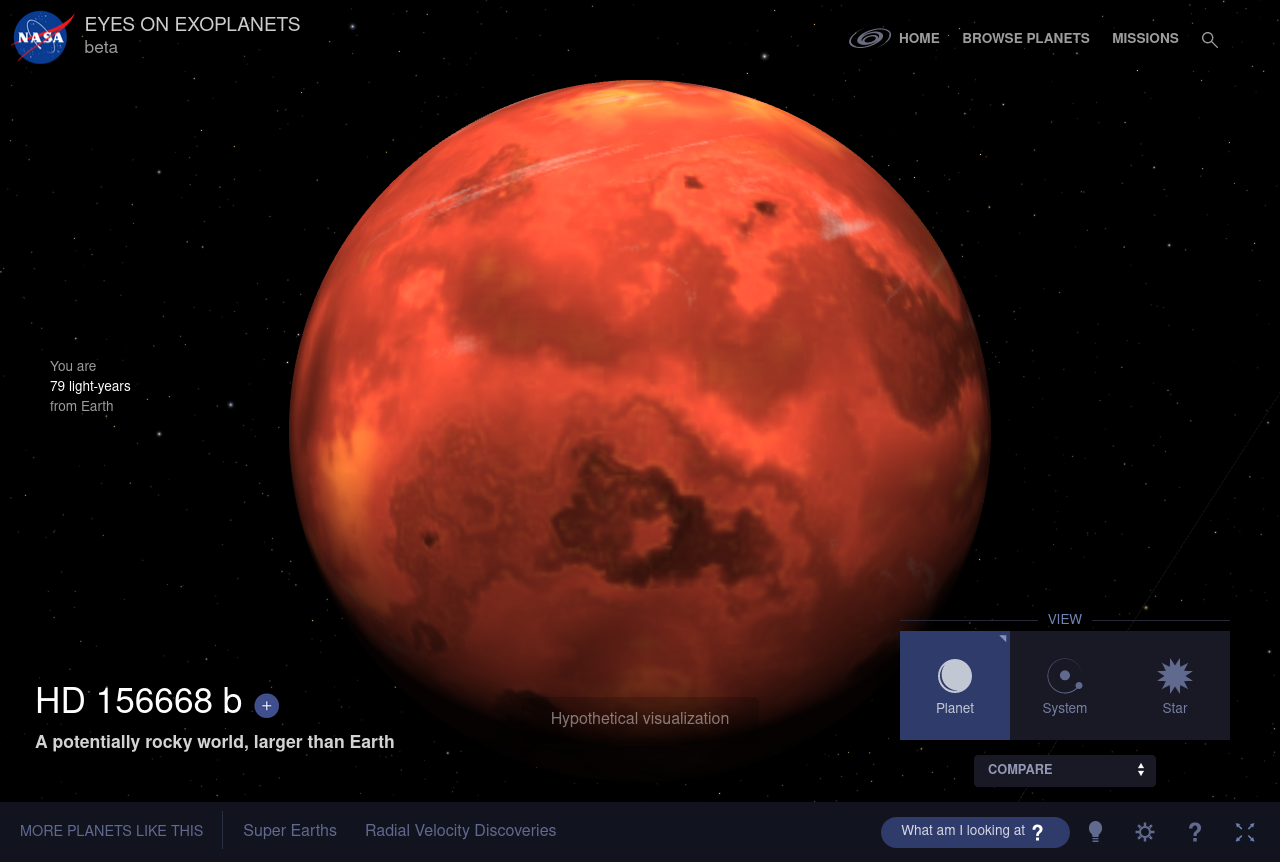 NASA
EYES ON EXOPLANETS
beta
HOME
BROWSE PLANETS
MISSIONS
You are
79 light-years
from Earth
VIEW
Planet
System
Star
HD 156668 b +
A potentially rocky world, larger than Earth
Hypothetical visualization
COMPARE
MORE PLANETS LIKE THIS
Super Earths
Radial Velocity Discoveries
What am I looking at ?
?